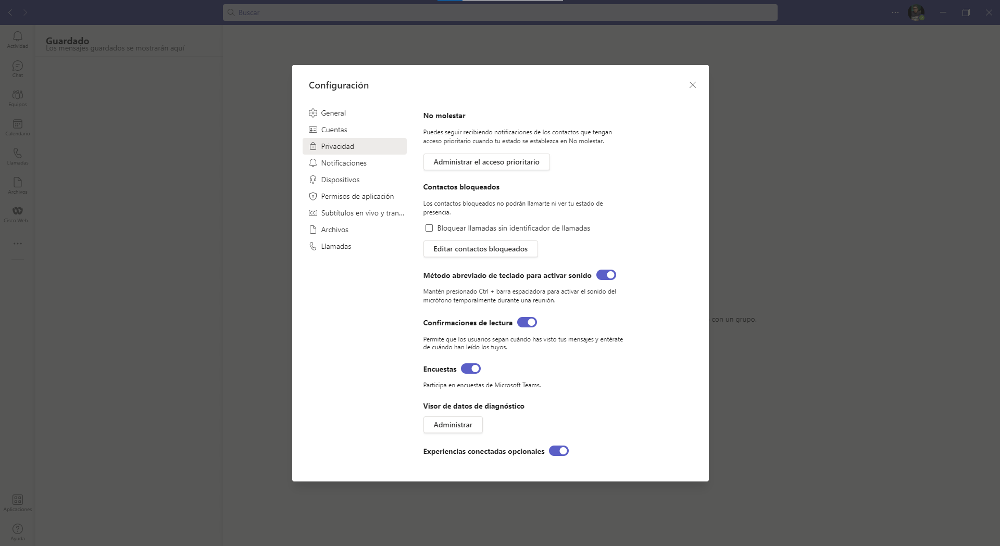 Buscar
Actividad
Chat
Equipos
Calendario
Llamadas
Archivos
Cisco Web...
Aplicaciones
Ayuda
Guardado
Los mensajes guardados se mostrarán aquí
con un grupo.
Configuración
General
Cuentas
Privacidad
Notificaciones
Dispositivos
Permisos de aplicación
Subtítulos en vivo y tran...
Archivos
Llamadas
No molestar
Puedes seguir recibiendo notificaciones de los contactos que tengan
acceso prioritario cuando tu estado se establezca en No molestar.
Administrar el acceso prioritario
Contactos bloqueados
Los contactos bloqueados no podrán llamarte ni ver tu estado de
presencia.
Bloquear llamadas sin identificador de llamadas
Editar contactos bloqueados
Método abreviado de teclado para activar sonido
Mantén presionado Ctrl + barra espaciadora para activar el sonido del
micrófono temporalmente durante una reunión.
Confirmaciones de lectura
Permite que los usuarios sepan cuándo has visto tus mensajes y entérate
de cuándo han leído los tuyos.
Encuestas
Participa en encuestas de Microsoft Teams.
Visor de datos de diagnóstico
Administrar
Experiencias conectadas opcionales